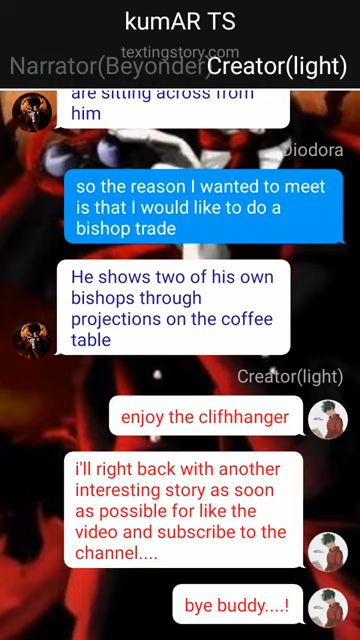 kumAR TS
textingstory.com
Narrator(Beyonder)
Creator(light)
are sitting across from
him
Diodora
so the reason I wanted to meet
is that I would like to do a
bishop trade
He shows two of his own
bishops through
projections on the coffee
table
Creator(light)
enjoy the clifhhanger
i'll right back with another
interesting story as soon
as possible for like the
video and subscribe to the
channel....
bye buddy....!